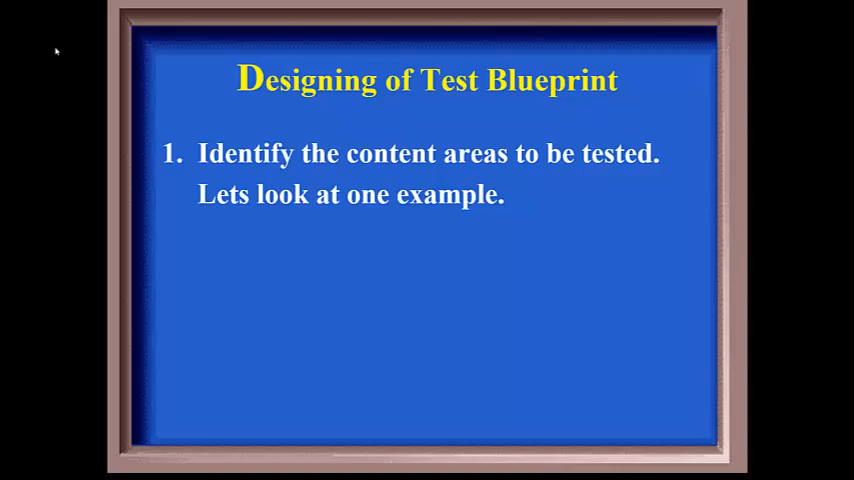 Designing of Test Blueprint
1. Identify the content areas to be tested.
Lets look at one example.